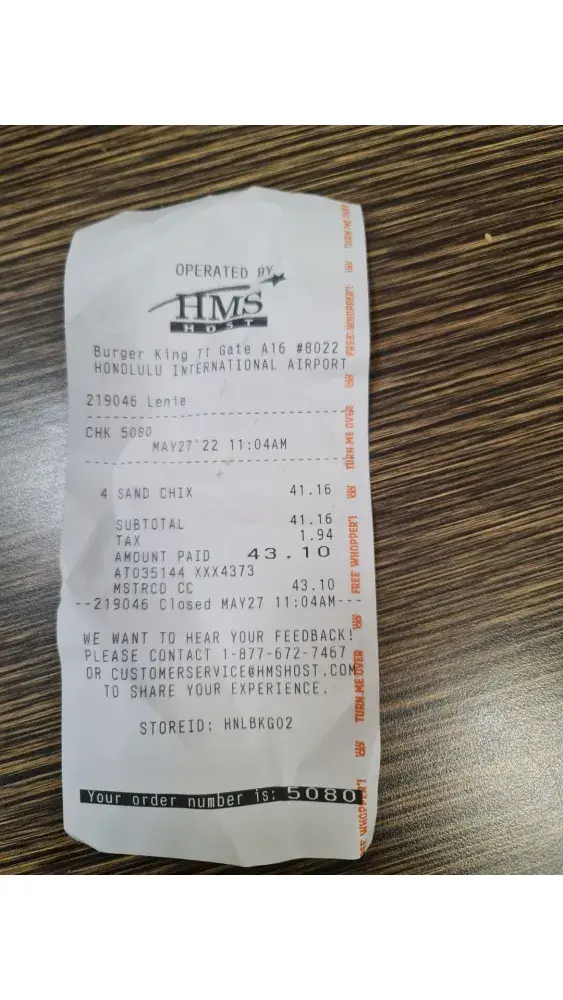 OPERATED BY
HMS
HOST
Burger King 71 Gate A16 #8022
HONOLULU INTERNATIONAL AIRPORT
219046 Lenie
CHK 5080
MAY27'22 11:04AM
4 SAND CHIX 41.16
SUBTOTAL 41.16
TAX 1.94
AMOUNT PAID 43.10
AT035144 XXX4373
MSTRCD CC 43.10
--219046 Closed MAY27 11:04AM---
WE WANT TO HEAR YOUR FEEDBACK!
PLEASE CONTACT 1-877-672-7467
OR CUSTOMERSERVICE@HMSHOST.COM
TO SHARE YOUR EXPERIENCE.
STOREID: HNLBKG02
Your order number is: 5080
FREE WHOPPER'!
TURN ME OVER
FREE WHOPPER'!
TURN ME OVER
FREE WHOPPER'!
TURN ME OVER